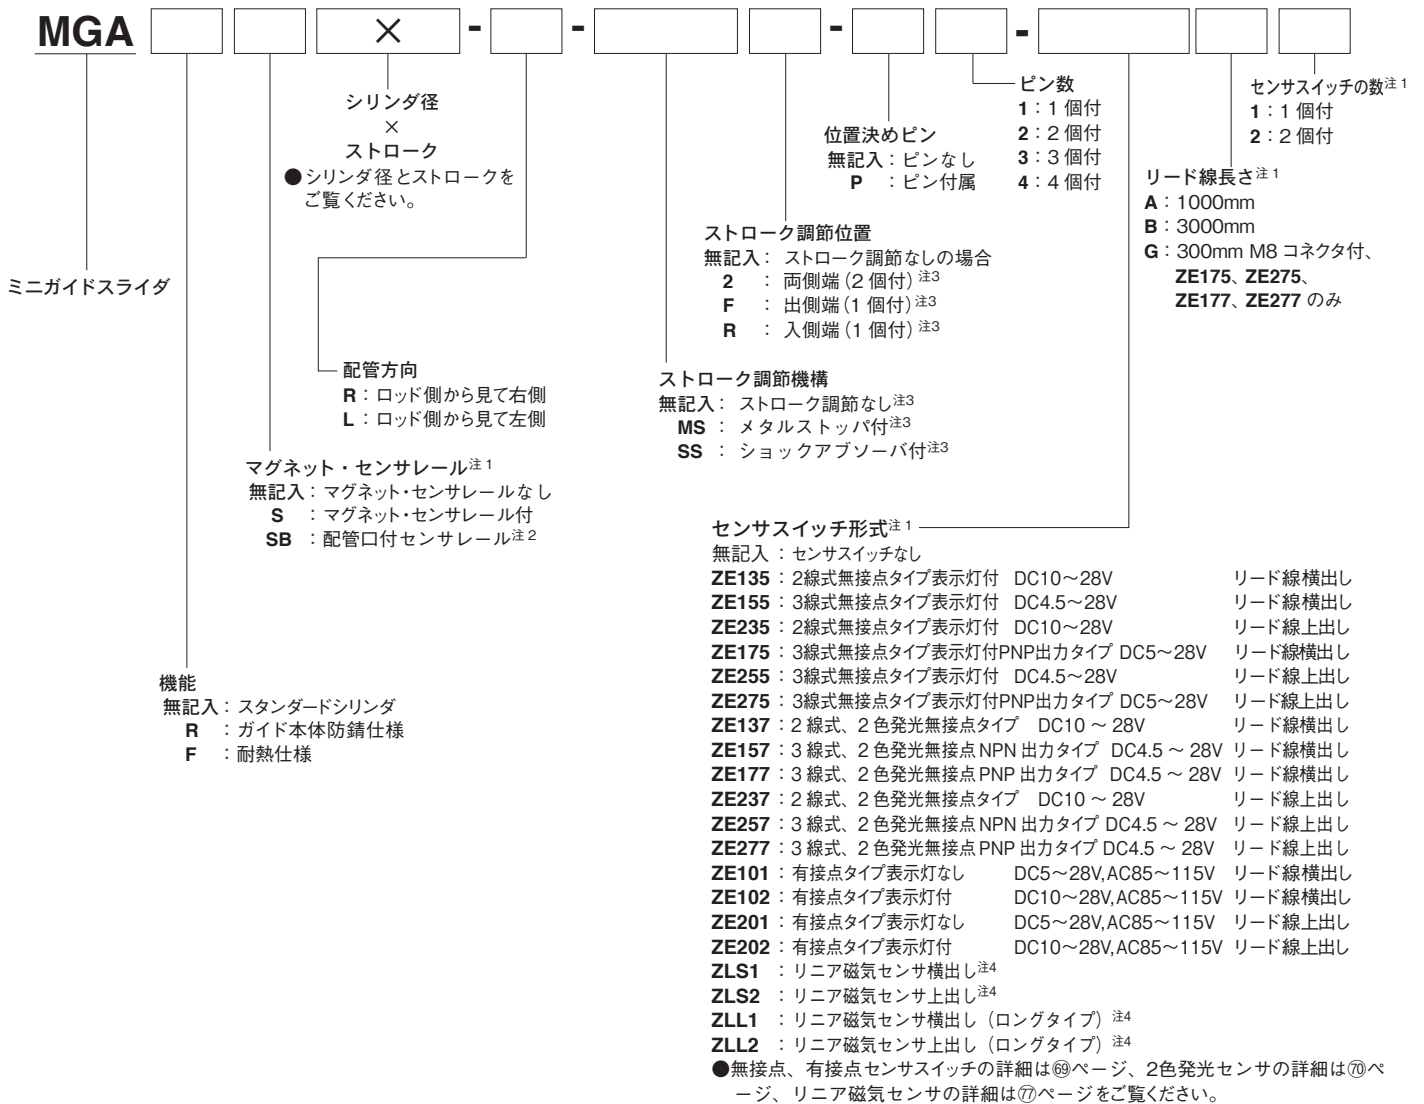 MGA × - - - -
ミニガイドスライダ
機能
無記入：スタンダードシリンダ
R ：ガイド本体防錆仕様
F ：耐熱仕様
マグネット・センサレール注1
無記入：マグネット・センサレールなし
S ：マグネット・センサレール付
SB ：配管口付センサレール注2
シリンダ径
×
ストローク
●シリンダ径とストロークを
ご覧ください。
配管方向
R：ロッド側から見て右側
L：ロッド側から見て左側
ストローク調節機構
無記入：ストローク調節なし注3
MS ：メタルストッパ付注3
SS ：ショックアブソーバ付注3
ストローク調節位置
無記入：ストローク調節なしの場合
2 ：両側端（2個付）注3
F ：出側端（1個付）注3
R ：入側端（1個付）注3
位置決めピン
無記入：ピンなし
P ：ピン付属
ピン数
1：1個付
2：2個付
3：3個付
4：4個付
センサスイッチ形式注1
無記入：センサスイッチなし
ZE135：2線式無接点タイプ表示灯付 DC10～28V リード線横出し
ZE155：3線式無接点タイプ表示灯付 DC4.5～28V リード線横出し
ZE235：2線式無接点タイプ表示灯付 DC10～28V リード線上出し
ZE175：3線式無接点タイプ表示灯付PNP出力タイプ DC5～28V リード線横出し
ZE255：3線式無接点タイプ表示灯付 DC4.5～28V リード線上出し
ZE275：3線式無接点タイプ表示灯付PNP出力タイプ DC5～28V リード線上出し
ZE137：2線式、2色発光無接点タイプ DC10～28V リード線横出し
ZE157：3線式、2色発光無接点NPN出力タイプ DC4.5～28V リード線横出し
ZE177：3線式、2色発光無接点PNP出力タイプ DC4.5～28V リード線横出し
ZE237：2線式、2色発光無接点タイプ DC10～28V リード線上出し
ZE257：3線式、2色発光無接点NPN出力タイプ DC4.5～28V リード線上出し
ZE277：3線式、2色発光無接点PNP出力タイプ DC4.5～28V リード線上出し
ZE101：有接点タイプ表示灯なし DC5～28V,AC85～115V リード線横出し
ZE102：有接点タイプ表示灯付 DC10～28V,AC85～115V リード線横出し
ZE201：有接点タイプ表示灯なし DC5～28V,AC85～115V リード線上出し
ZE202：有接点タイプ表示灯付 DC10～28V,AC85～115V リード線上出し
ZLS1 ：リニア磁気センサ横出し注4
ZLS2 ：リニア磁気センサ上出し注4
ZLL1 ：リニア磁気センサ横出し（ロングタイプ）注4
ZLL2 ：リニア磁気センサ上出し（ロングタイプ）注4
●無接点、有接点センサスイッチの詳細は㊾ページ、2色発光センサの詳細は⑦⓪ペ
ージ、リニア磁気センサの詳細は⑦⑦ページをご覧ください。
リード線長さ注1
A：1000mm
B：3000mm
G：300mm M8コネクタ付、
ZE175、ZE275、
ZE177、ZE277のみ
センサスイッチの数注1
1：1個付
2：2個付